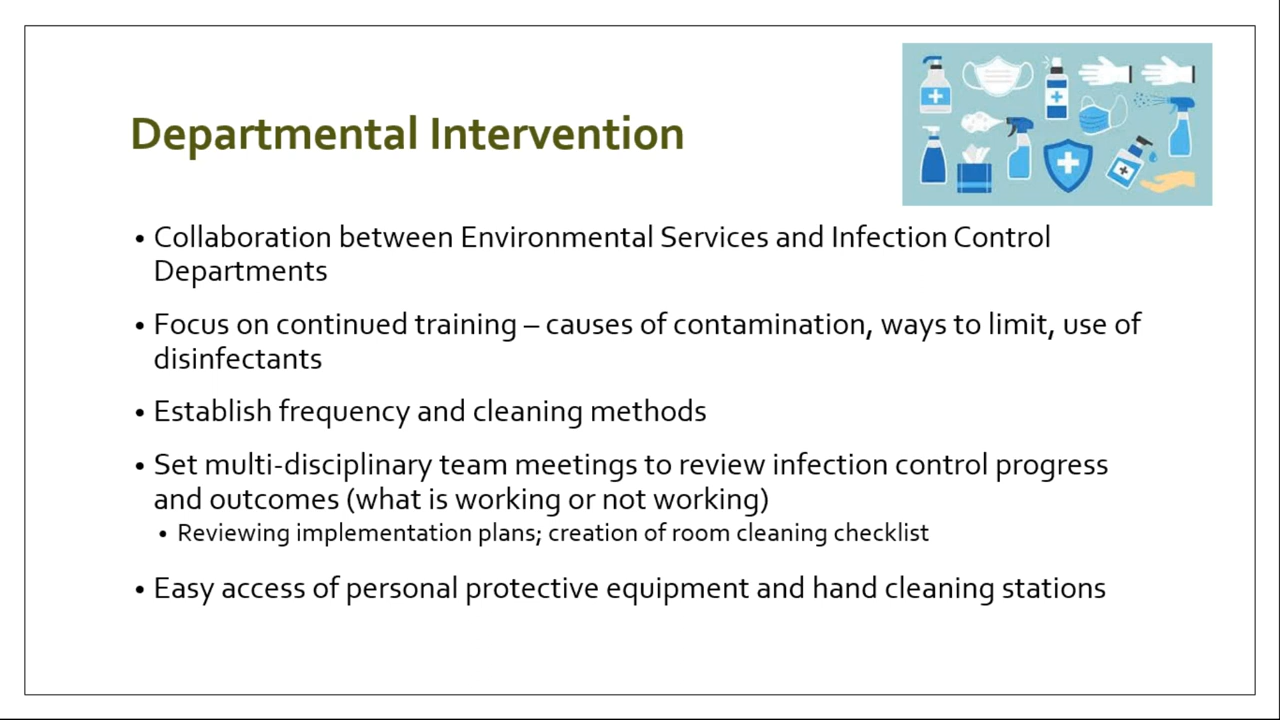 Departmental Intervention
• Collaboration between Environmental Services and Infection Control
Departments
• Focus on continued training – causes of contamination, ways to limit, use of
disinfectants
• Establish frequency and cleaning methods
• Set multi-disciplinary team meetings to review infection control progress
and outcomes (what is working or not working)
• Reviewing implementation plans; creation of room cleaning checklist
• Easy access of personal protective equipment and hand cleaning stations